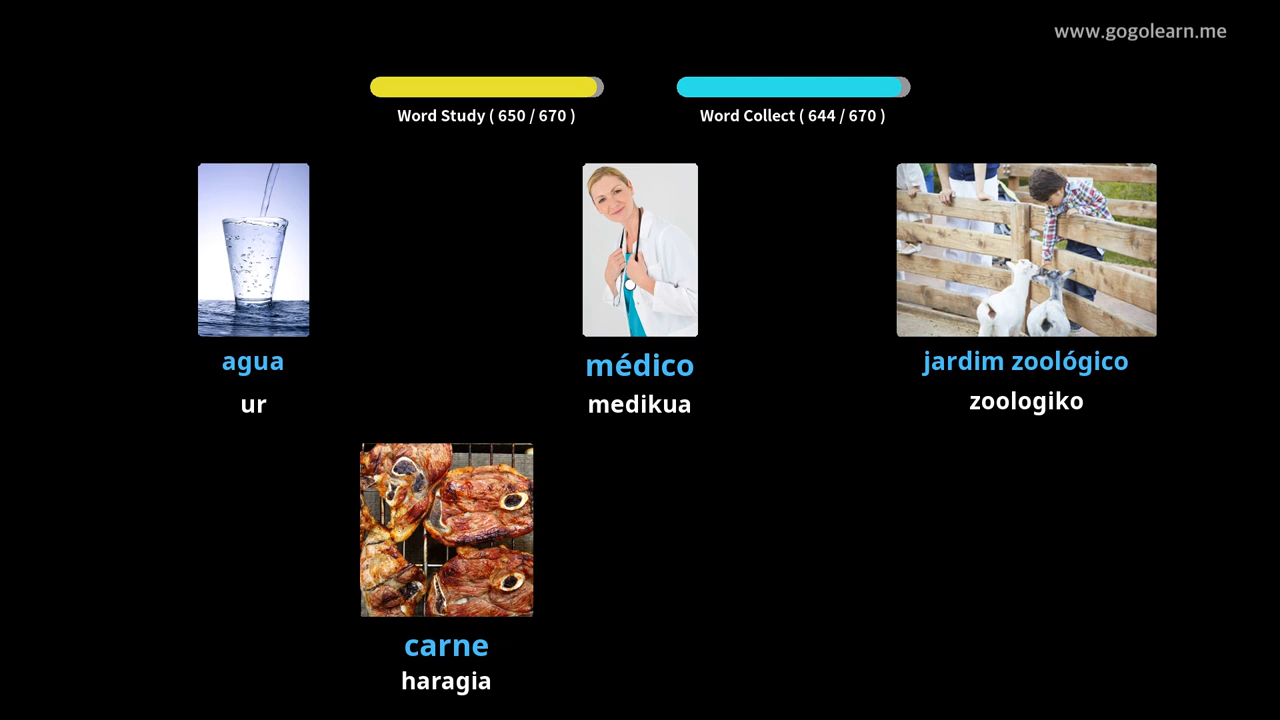 www.gogolearn.me
Word Study ( 650 / 670 )
Word Collect ( 644 / 670 )
agua
ur
médico
medikua
jardim zoológico
zoologiko
carne
haragia